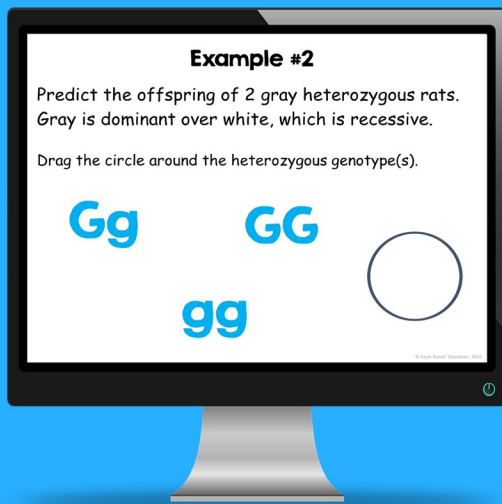 Example #2
Predict the offspring of 2 gray heterozygous rats.
Gray is dominant over white, which is recessive.
Drag the circle around the heterozygous genotype(s).
Gg
GG
gg